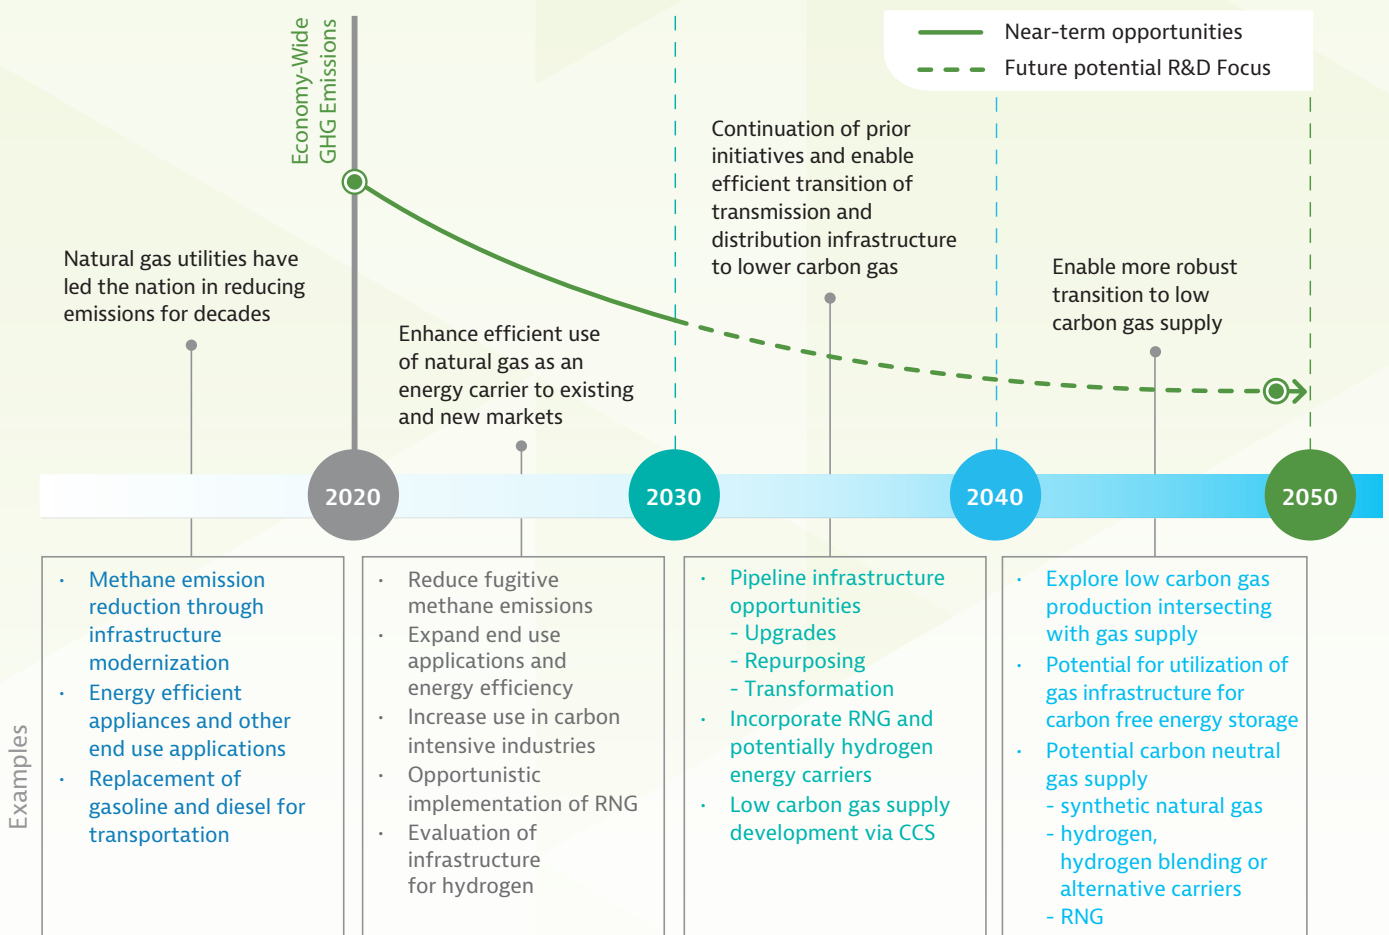 Economy-Wide
GHG Emissions
Near-term opportunities
Future potential R&D Focus
Natural gas utilities have
led the nation in reducing
emissions for decades
Enhance efficient use
of natural gas as an
energy carrier to existing
and new markets
Continuation of prior
initiatives and enable
efficient transition of
transmission and
distribution infrastructure
to lower carbon gas
Enable more robust
transition to low
carbon gas supply
2020
2030
2040
2050
Examples
· Methane emission
reduction through
infrastructure
modernization
· Energy efficient
appliances and other
end use applications
· Replacement of
gasoline and diesel for
transportation
· Reduce fugitive
methane emissions
· Expand end use
applications and
energy efficiency
· Increase use in carbon
intensive industries
· Opportunistic
implementation of RNG
· Evaluation of
infrastructure
for hydrogen
· Pipeline infrastructure
opportunities
- Upgrades
- Repurposing
- Transformation
· Incorporate RNG and
potentially hydrogen
energy carriers
· Low carbon gas supply
development via CCS
· Explore low carbon gas
production intersecting
with gas supply
· Potential for utilization of
gas infrastructure for
carbon free energy storage
· Potential carbon neutral
gas supply
- synthetic natural gas
- hydrogen,
hydrogen blending or
alternative carriers
- RNG